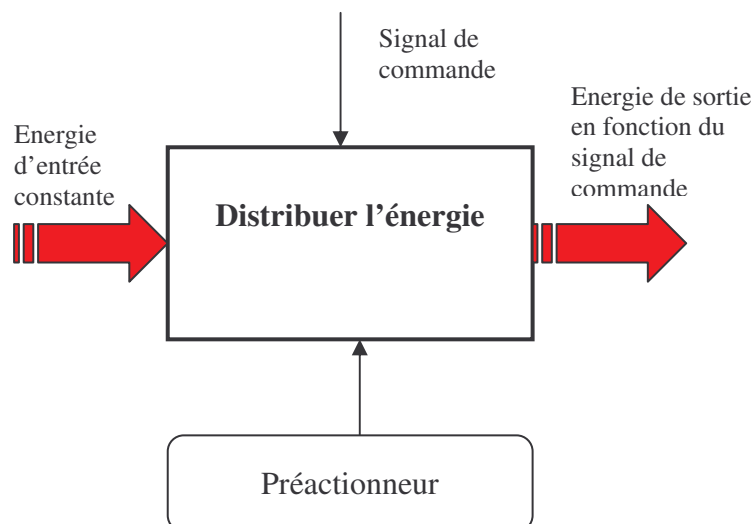 Signal de
commande
Energie de sortie
en fonction du
signal de
commande
Energie
d’entrée
constante
Distribuer l’énergie
Préactionneur